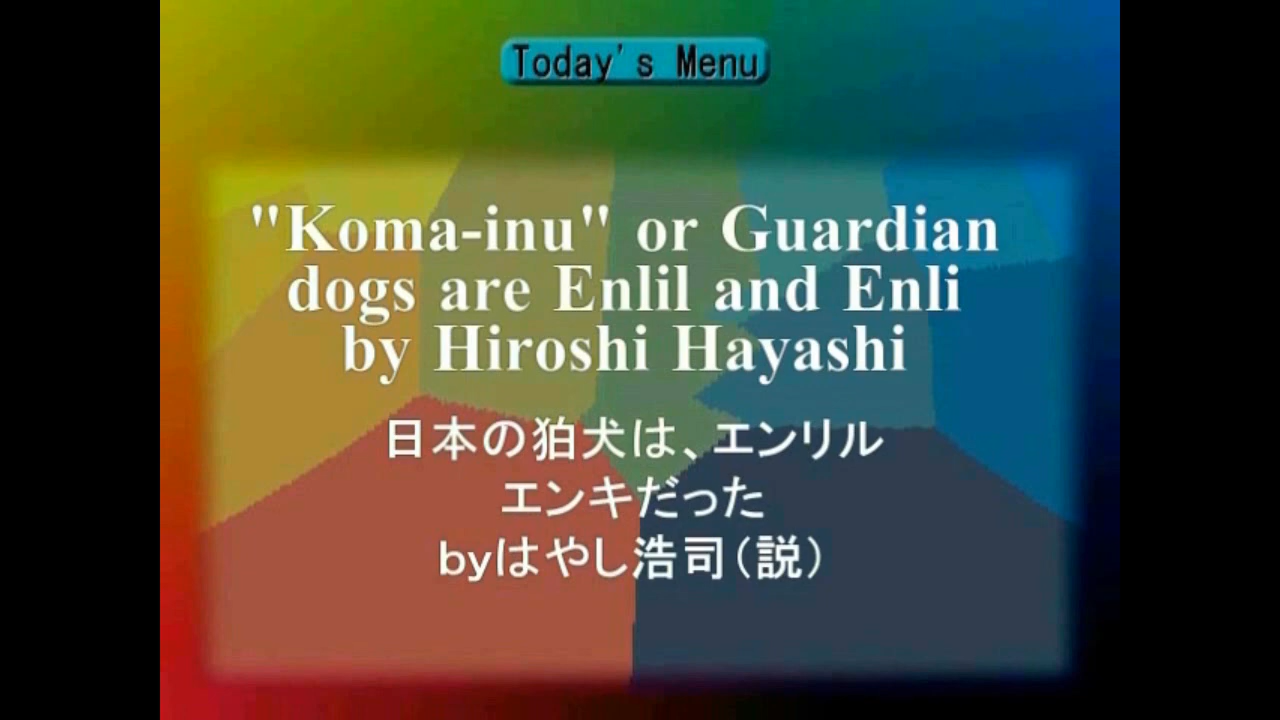 Today's Menu
"Koma-inu" or Guardian
dogs are Enlil and Enli
by Hiroshi Hayashi
日本の狛犬は、エンリル
エンキだった
byはやし浩司（説）